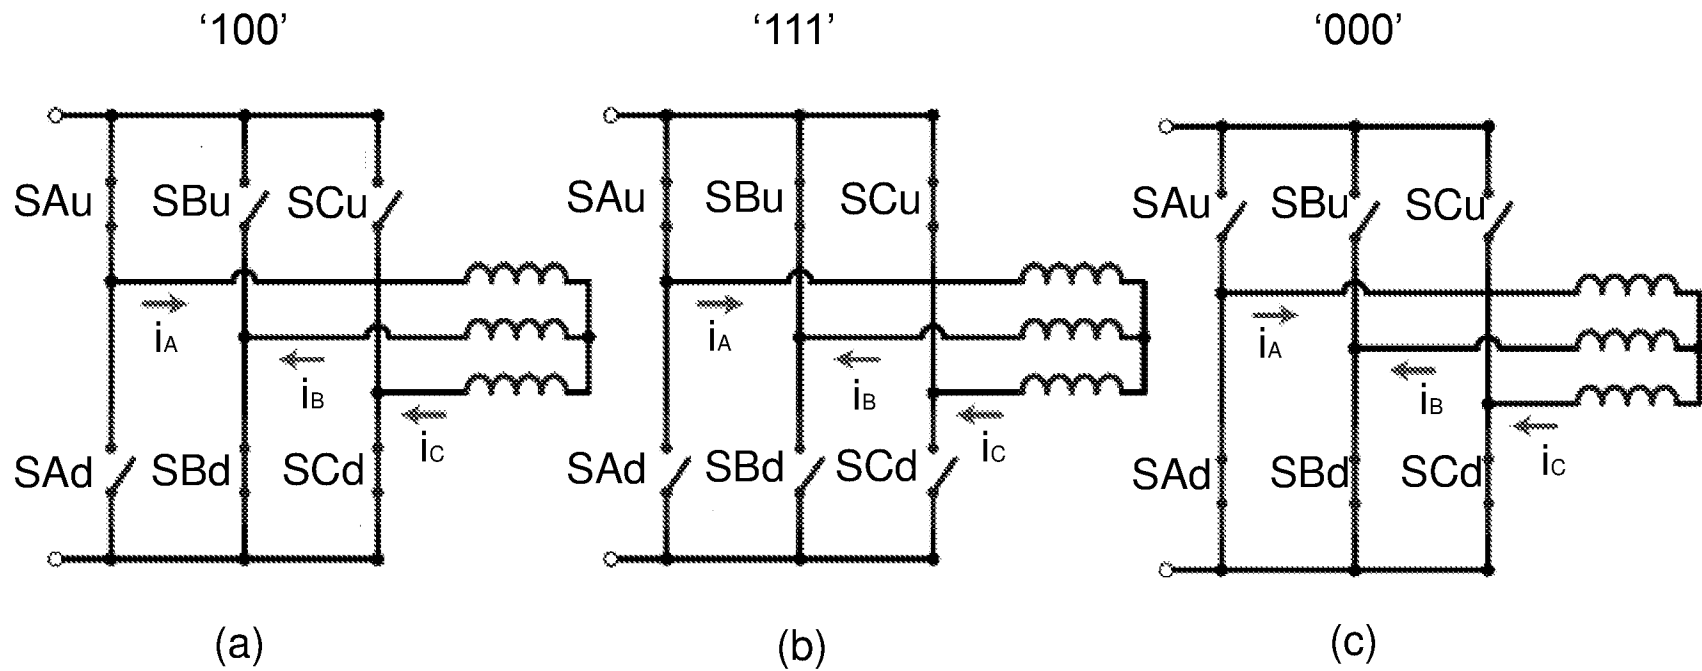 ‘100’
‘111’
‘000’
SAu SBu SCu
SAu SBu SCu
SAu SBu SCu
iA
iB
iC
iA
iB
iC
iA
iB
iC
SAd SBd SCd
SAd SBd SCd
SAd SBd SCd
(a)
(b)
(c)